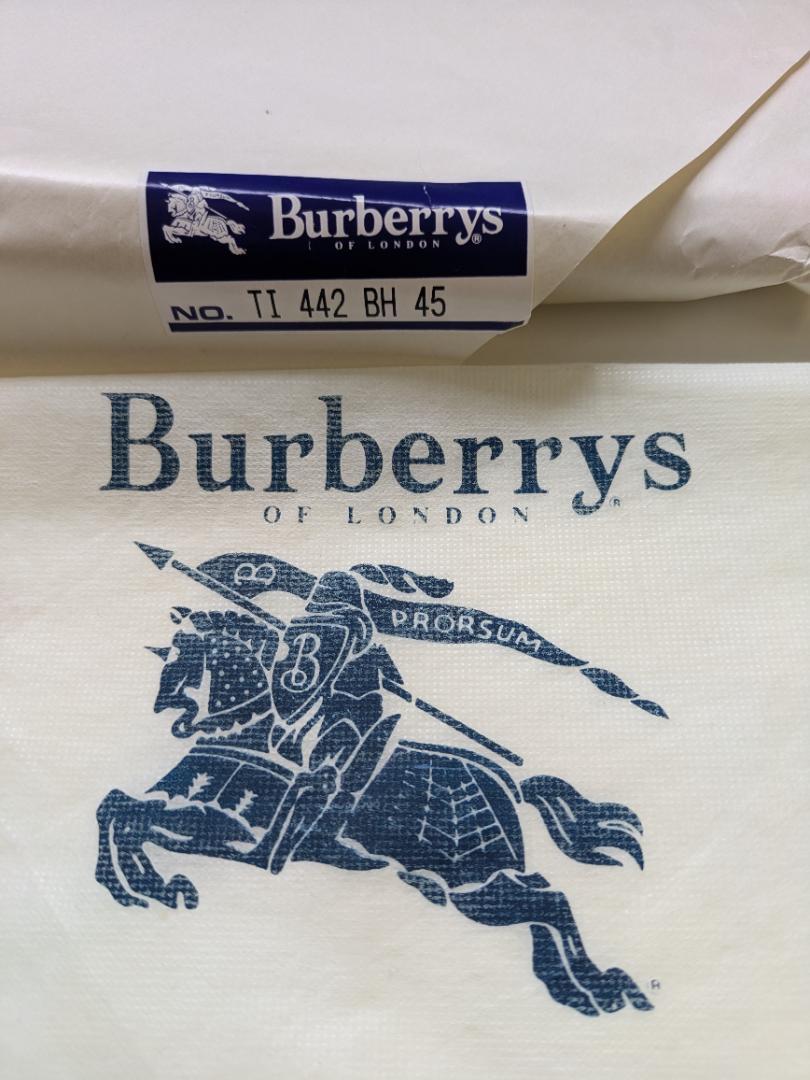 Burberrys®
OF LONDON
NO. TI 442 BH 45
Burberrys®
OF LONDON
B
PRORSUM
B
®